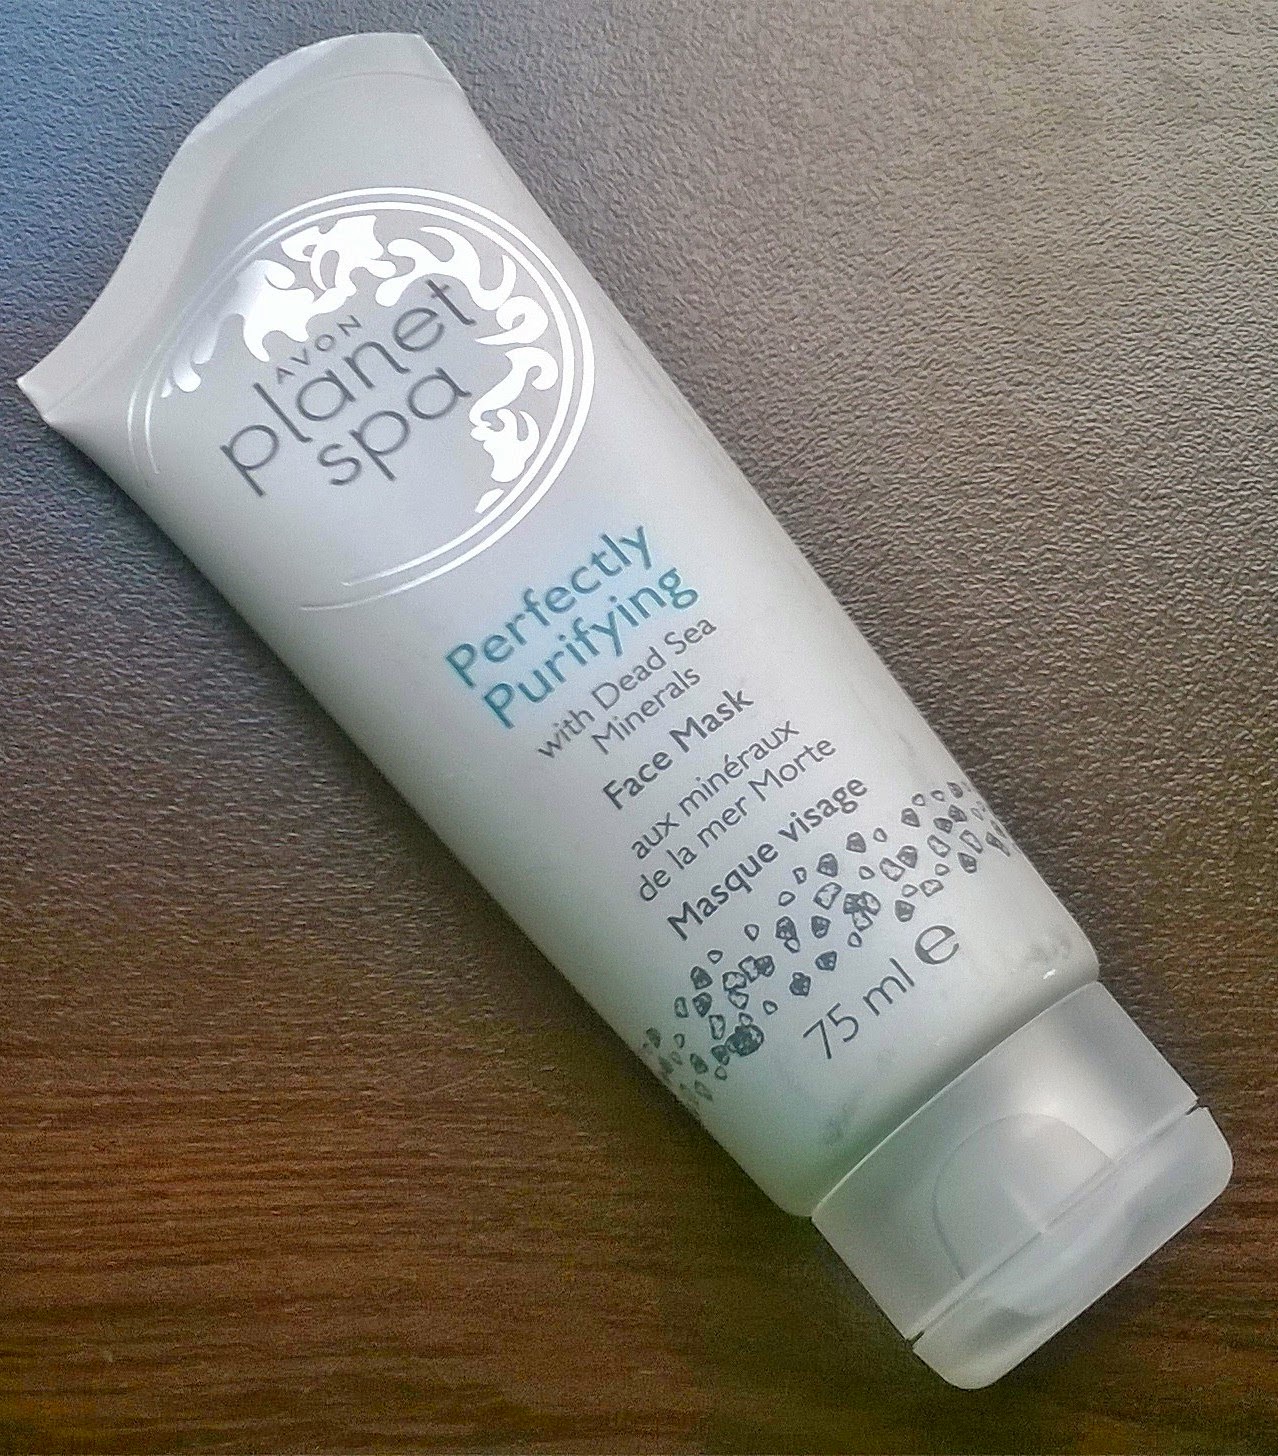 AVON
planet
spa
Perfectly
Purifying
with Dead Sea
Minerals
Face Mask
aux minéraux
de la mer Morte
Masque visage
75 ml e